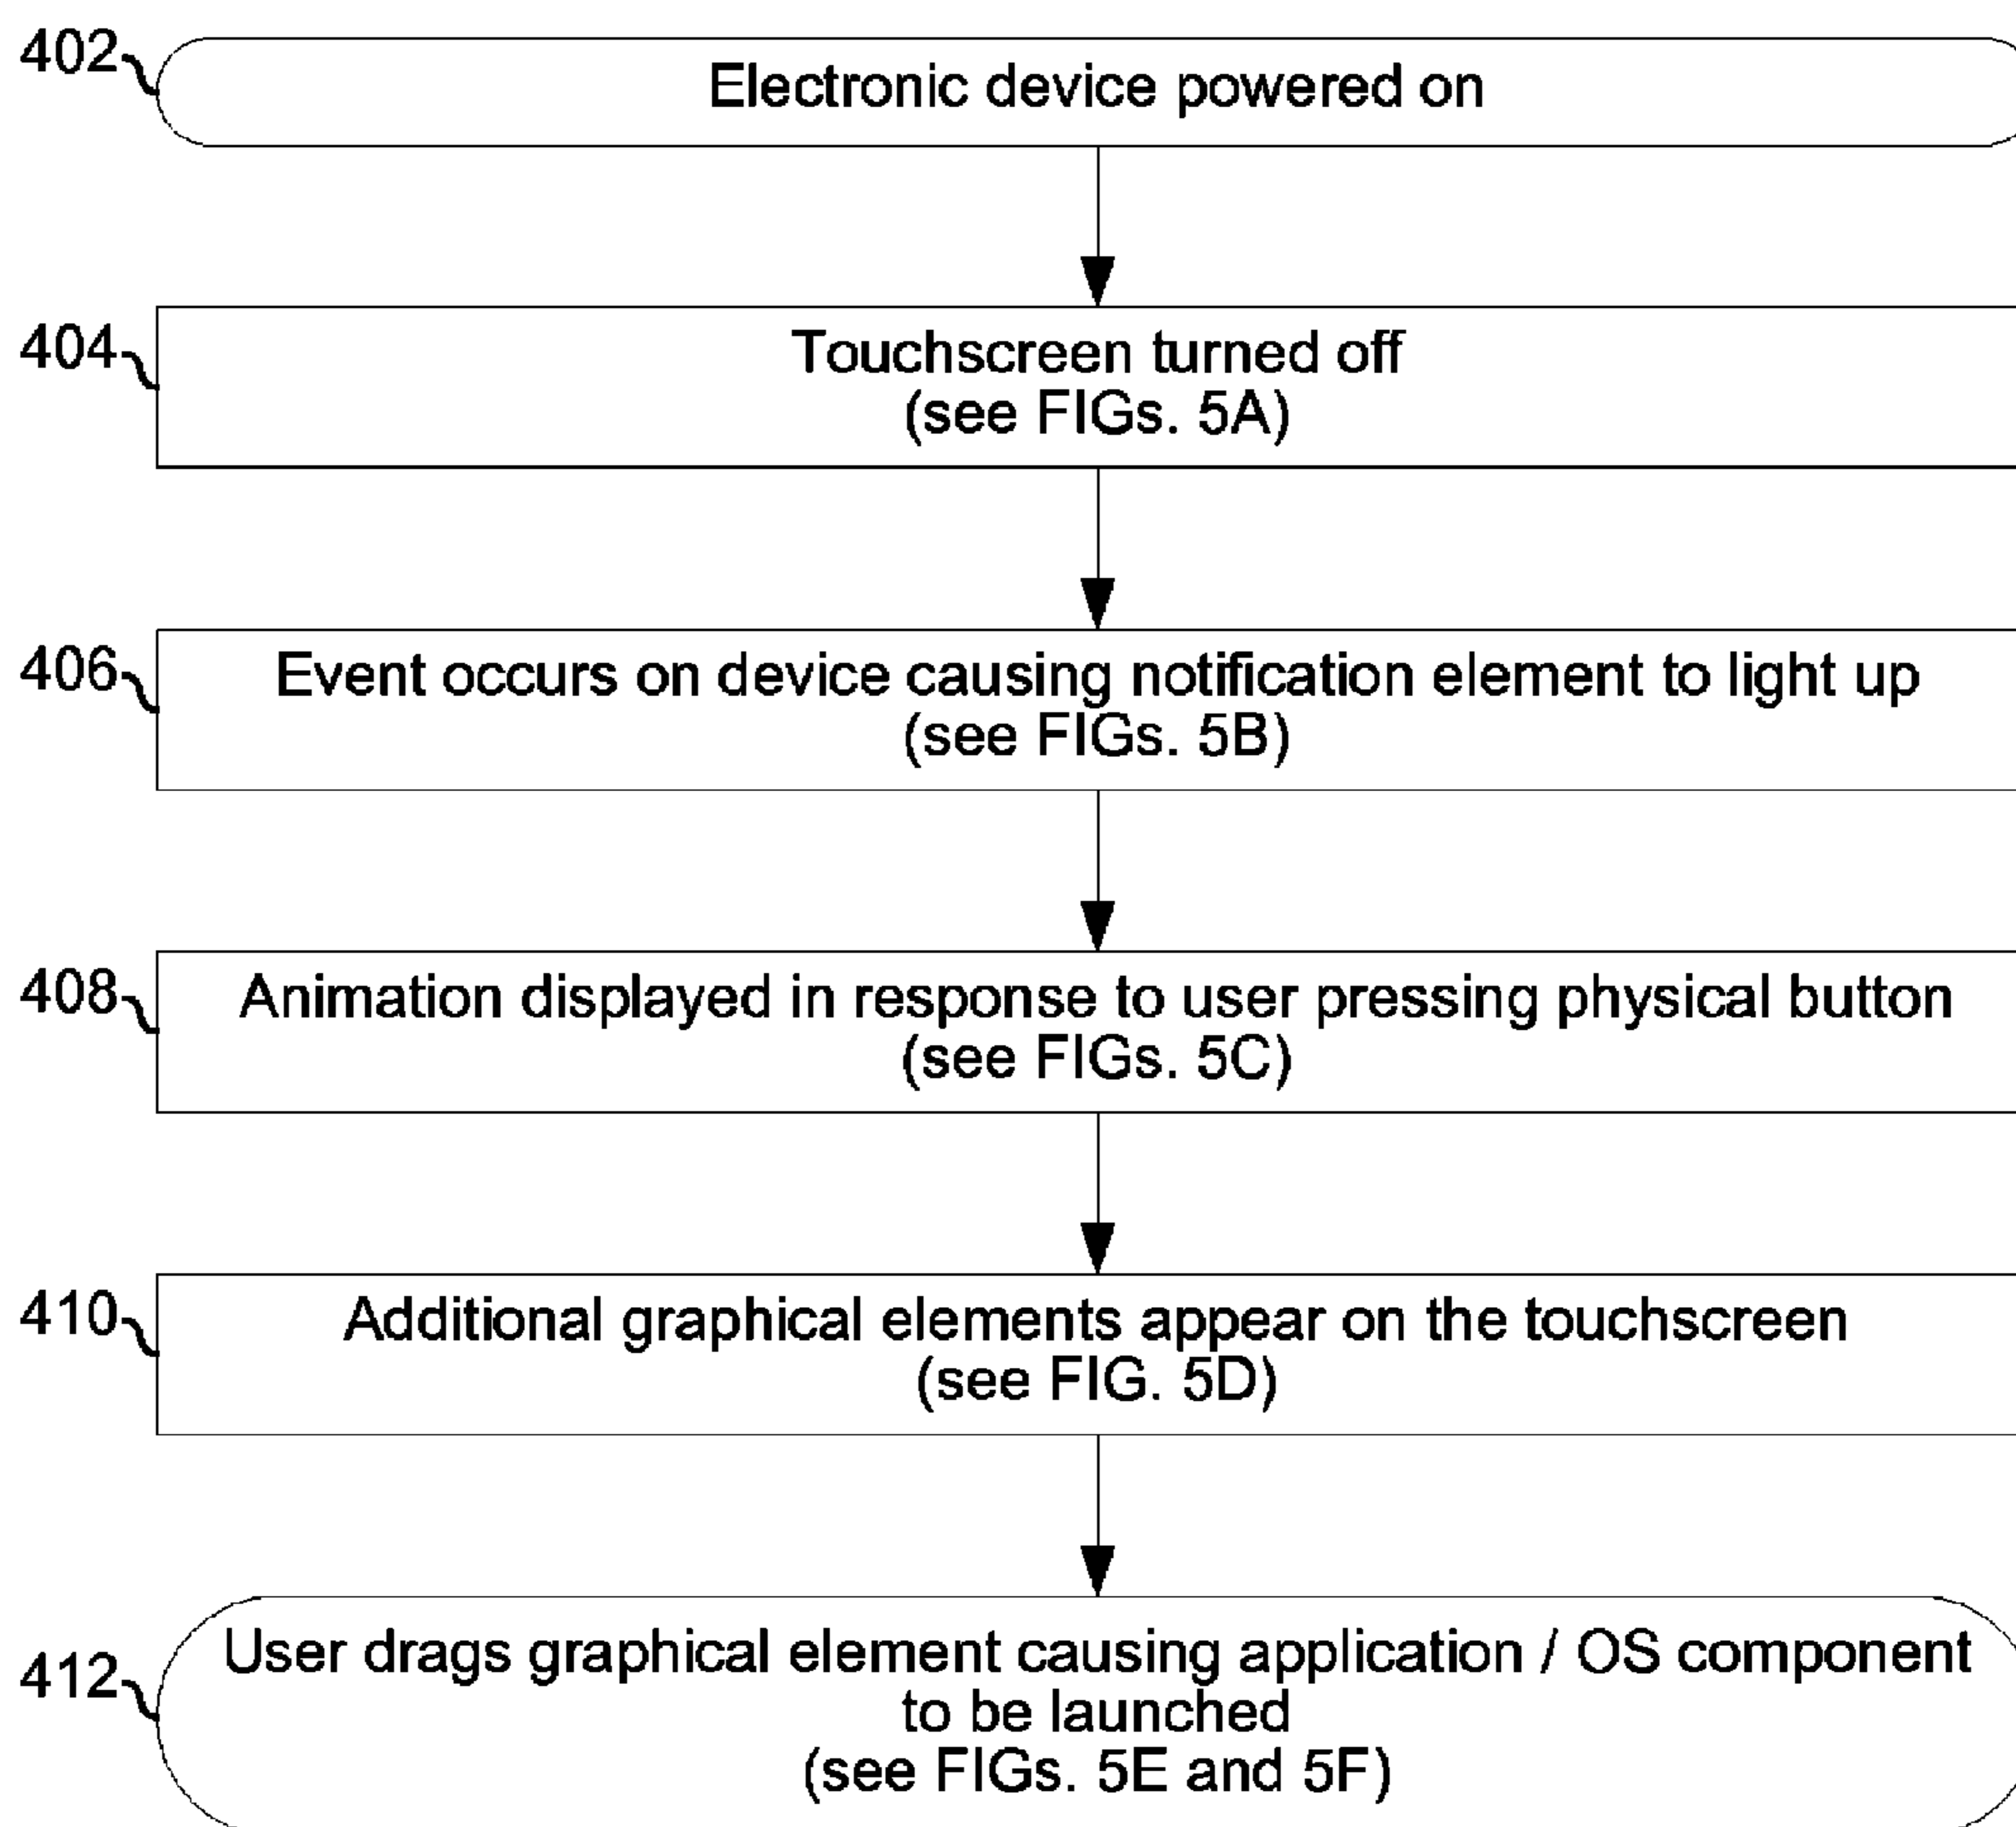 402
Electronic device powered on
404
Touchscreen turned off
(see FIGs. 5A)
406
Event occurs on device causing notification element to light up
(see FIGs. 5B)
408
Animation displayed in response to user pressing physical button
(see FIGs. 5C)
410
Additional graphical elements appear on the touchscreen
(see FIG. 5D)
412
User drags graphical element causing application / OS component
to be launched
(see FIGs. 5E and 5F)